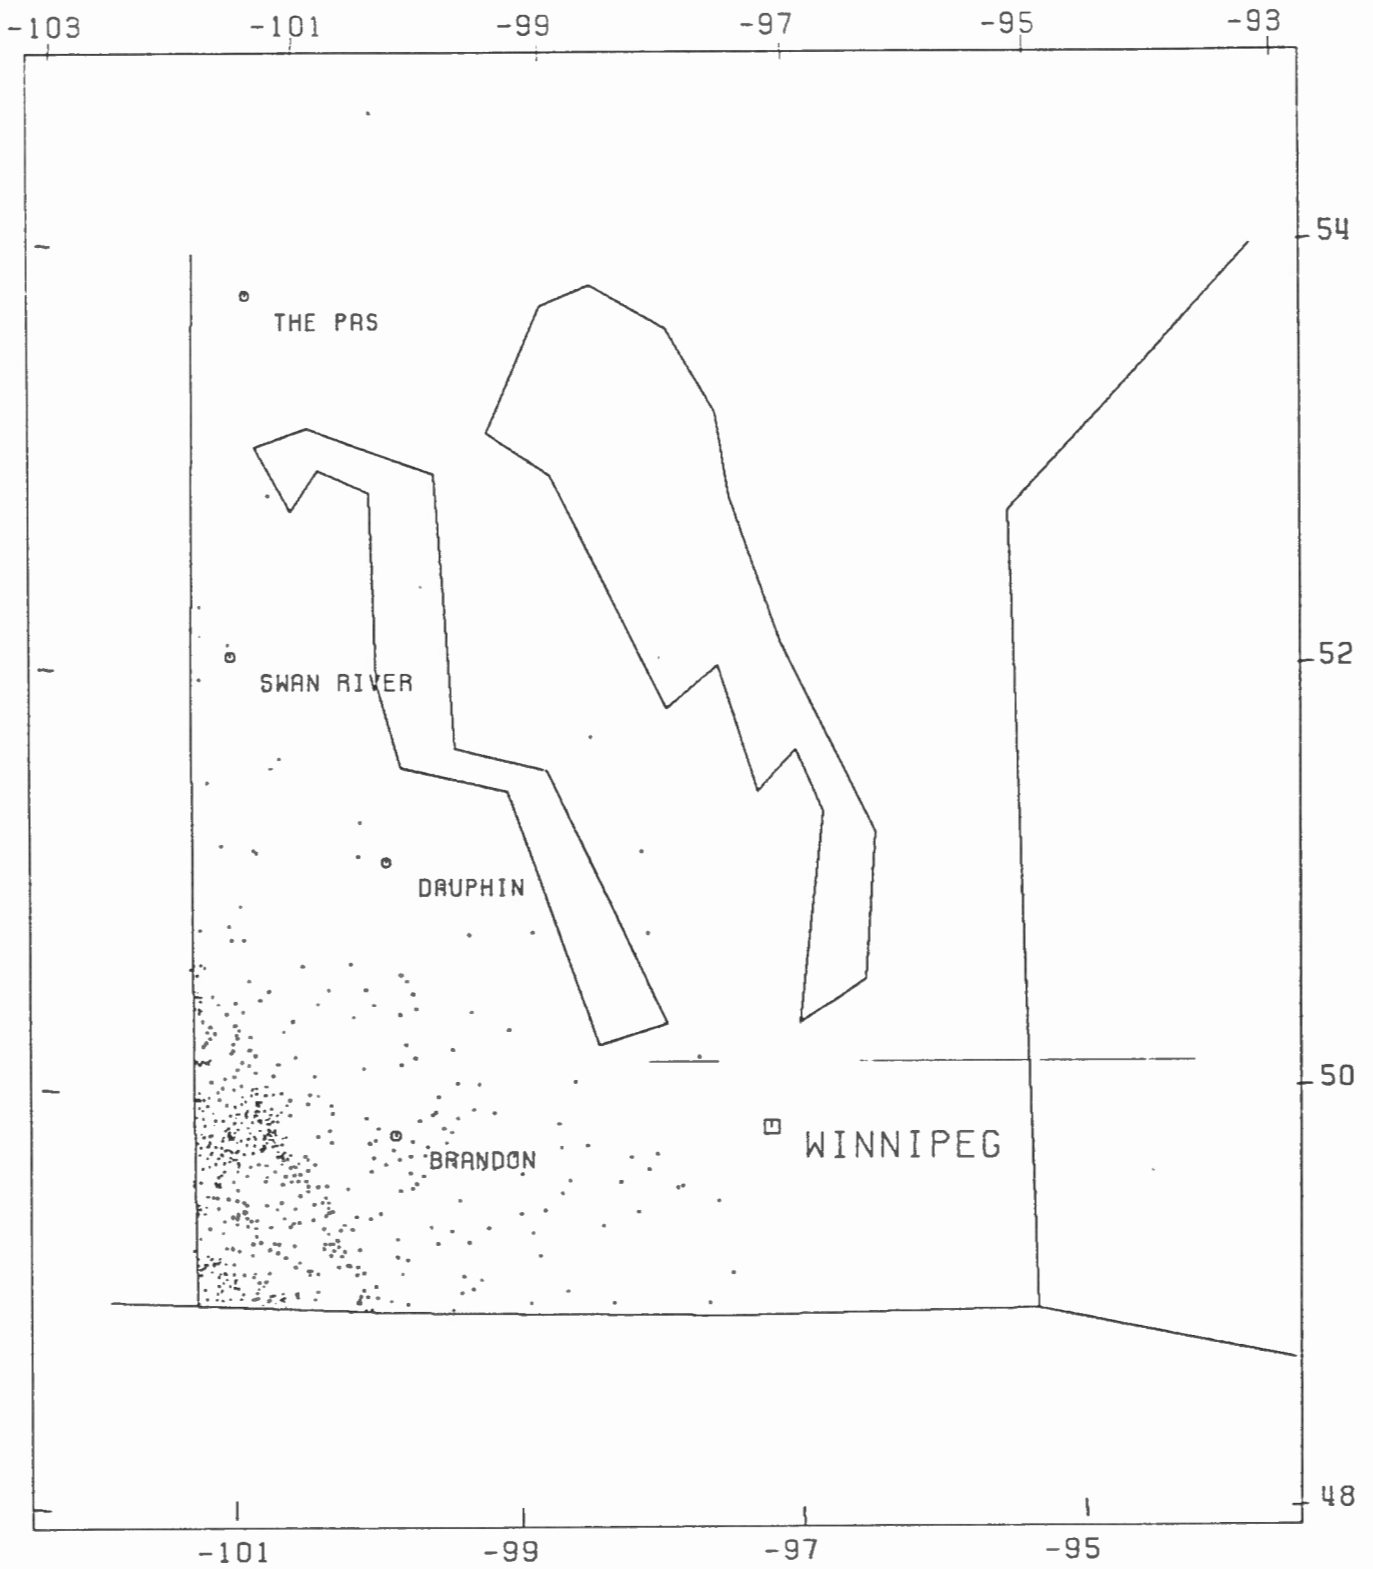 -103 -101 -99 -97 -95 -93
54
THE PAS
52
SWAN RIVER
DAUPHIN
50
WINNIPEG
BRANDON
48
-101 -99 -97 -95